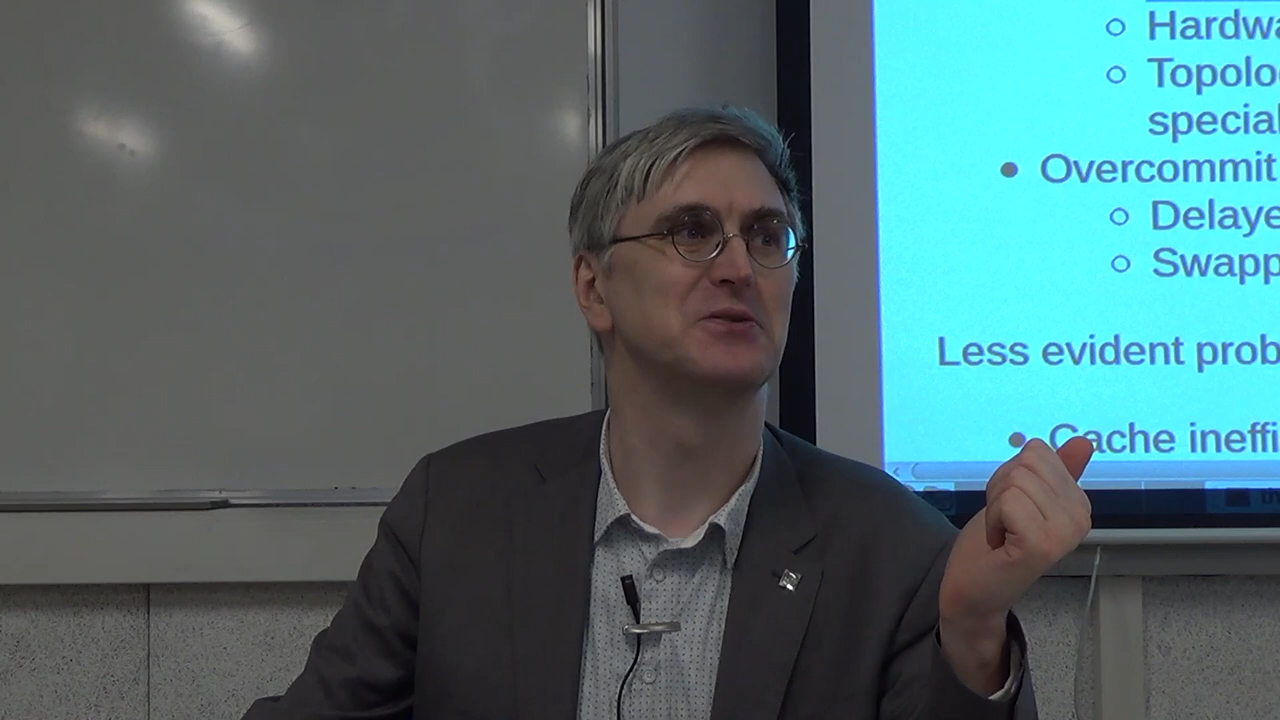 Hardwa
Topolo
special
Overcommit
Delaye
Swapp
Less evident prob
Cache ineffi